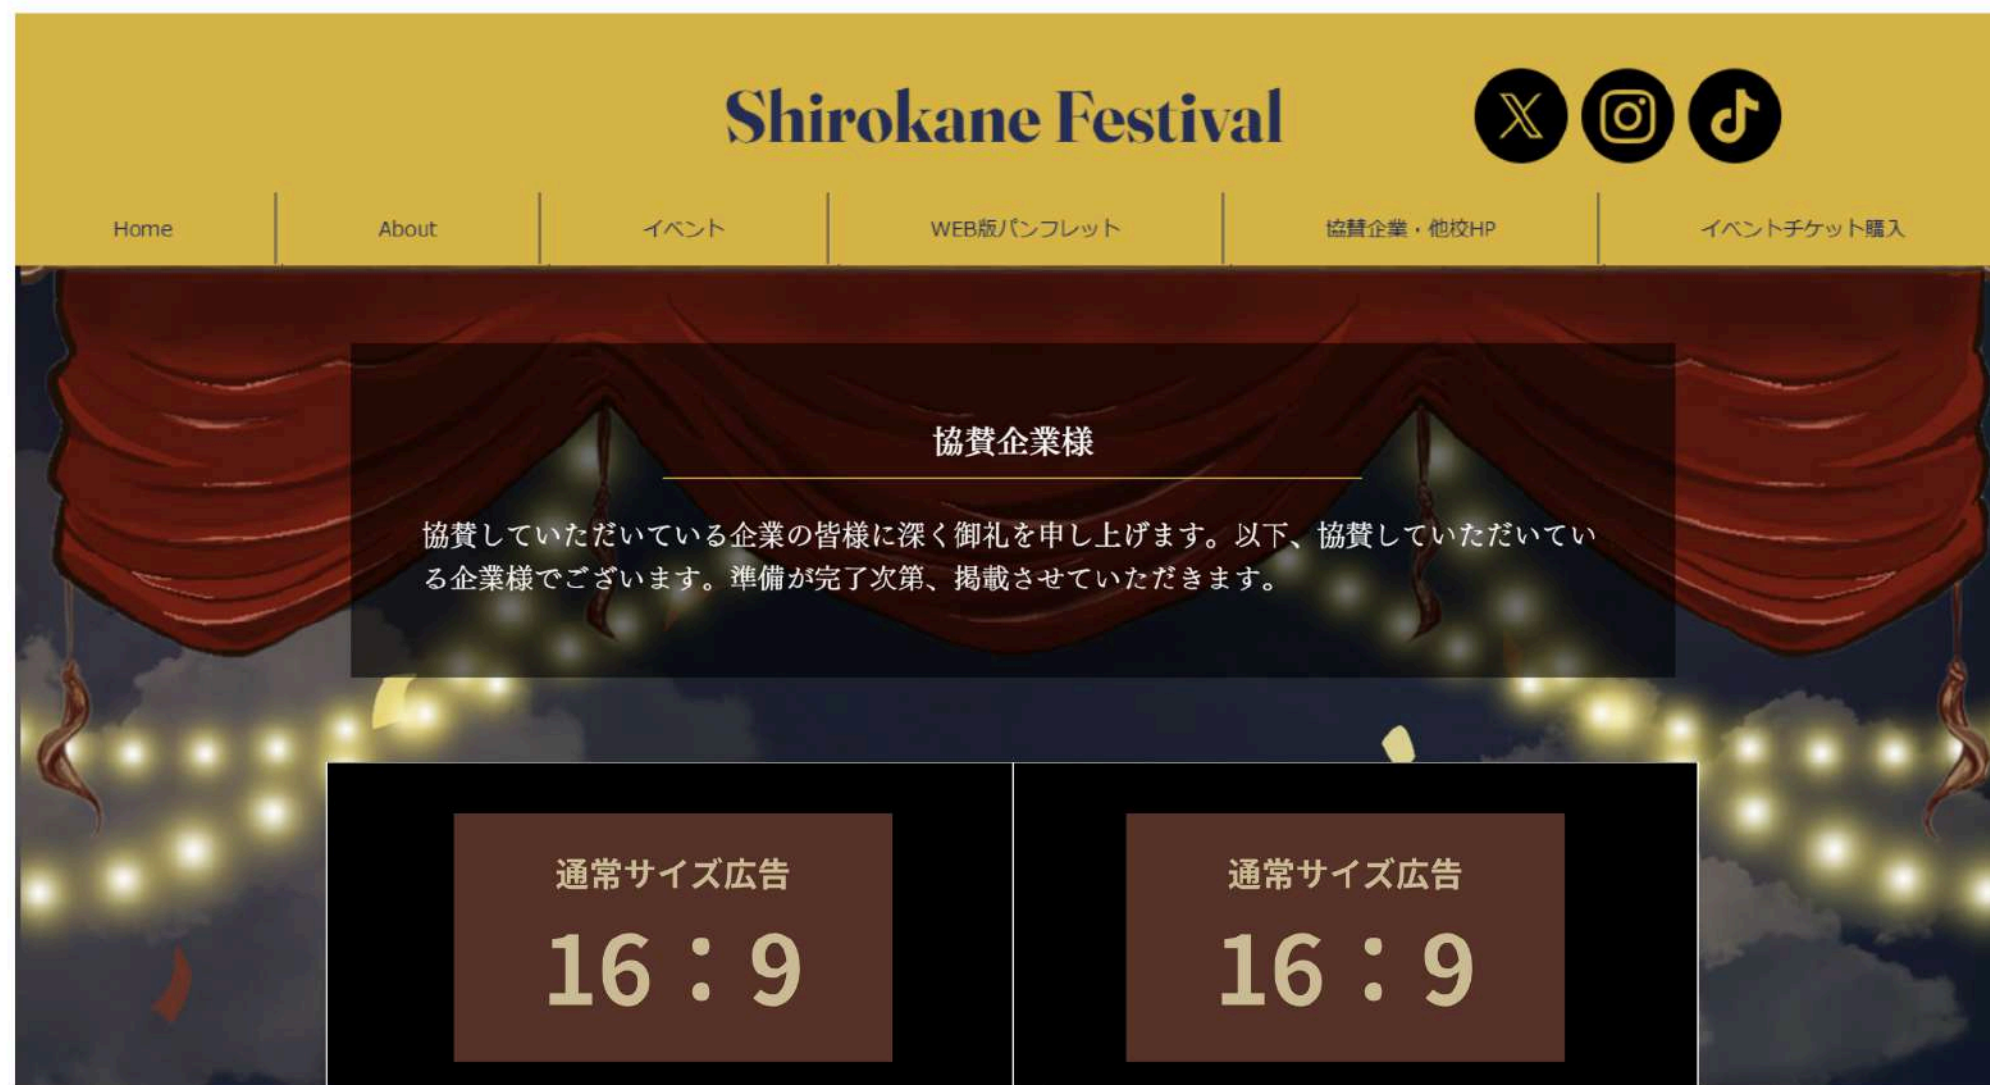 Shirokane Festival
Home
About
イベント
WEB版パンフレット
協賛企業・他校HP
イベントチケット購入
協賛企業様
協賛していただいている企業の皆様に深く御礼を申し上げます。以下、協賛していただいてい
る企業様でございます。準備が完了次第、掲載させていただきます。
通常サイズ広告
16：9
通常サイズ広告
16：9